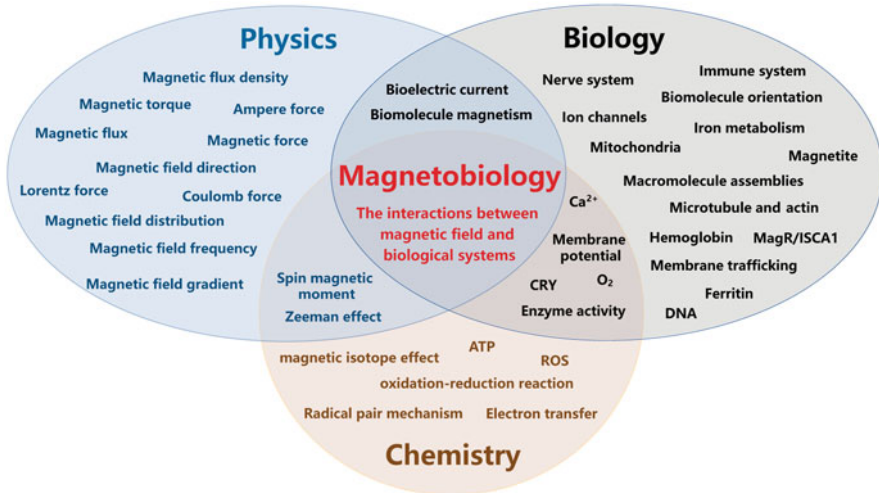 Physics
Magnetic flux density
Magnetic torque
Ampere force
Magnetic flux
Magnetic force
Magnetic field direction
Lorentz force
Coulomb force
Magnetic field distribution
Magnetic field frequency
Magnetic field gradient
Spin magnetic
moment
Zeeman effect
Bioelectric current
Biomolecule magnetism
Magnetobiology
The interactions between
magnetic field and
biological systems
Biology
Nerve system
Immune system
Biomolecule orientation
Ion channels
Iron metabolism
Mitochondria
Magnetite
Macromolecule assemblies
Ca²⁺
Microtubule and actin
Membrane
potential
Hemoglobin
MagR/ISCA1
Membrane trafficking
CRY
O₂
Ferritin
Enzyme activity
DNA
magnetic isotope effect
ATP
ROS
oxidation-reduction reaction
Radical pair mechanism
Electron transfer
Chemistry